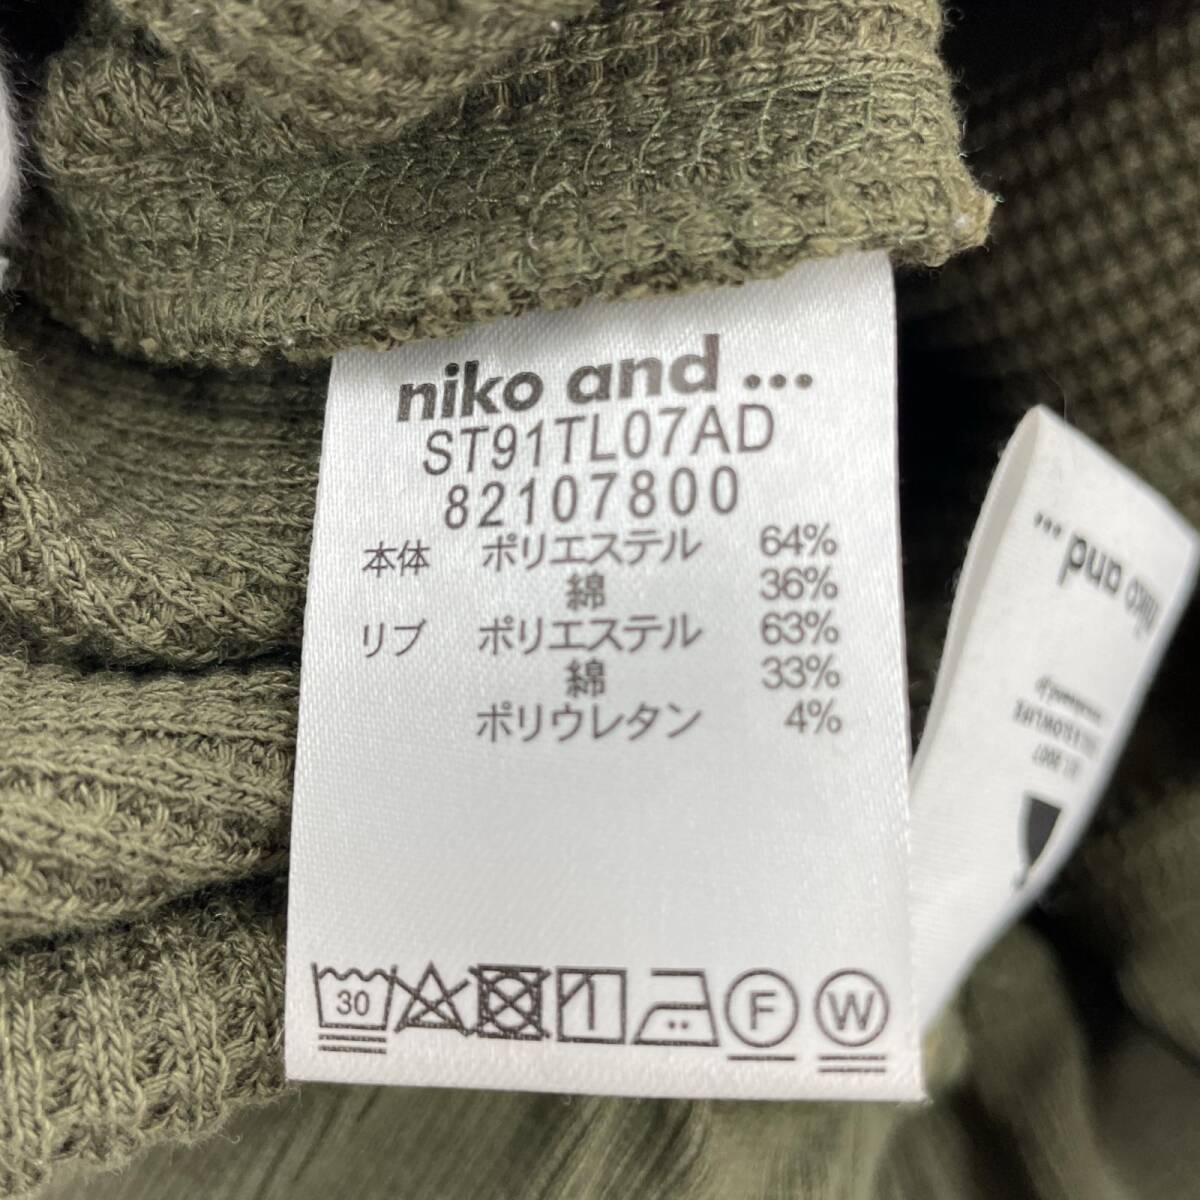 niko and ...
ST91TL07AD
82107800
本体 ポリエステル 64%
綿 36%
リブ ポリエステル 63%
綿 33%
ポリウレタン 4%
30
F
W
niko and ...